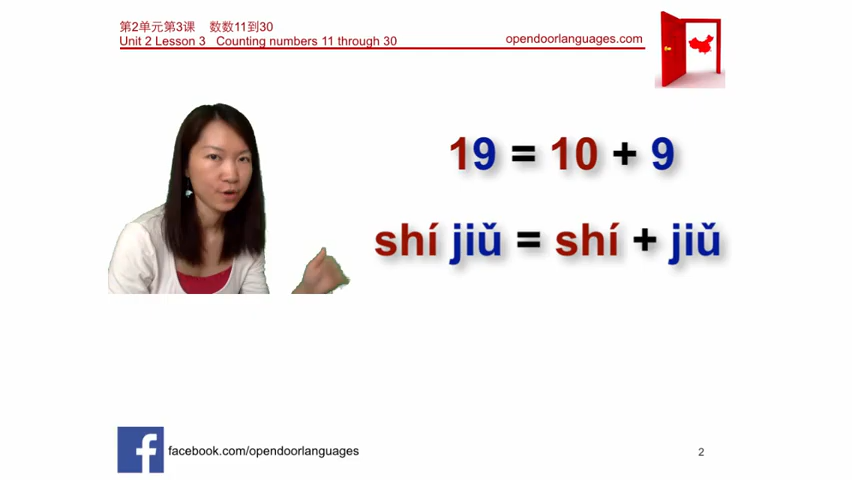 第2单元第3课 数数11到30
Unit 2 Lesson 3 Counting numbers 11 through 30
opendoorlanguages.com
19 = 10 + 9
shí jiǔ = shí + jiǔ
facebook.com/opendoorlanguages
2